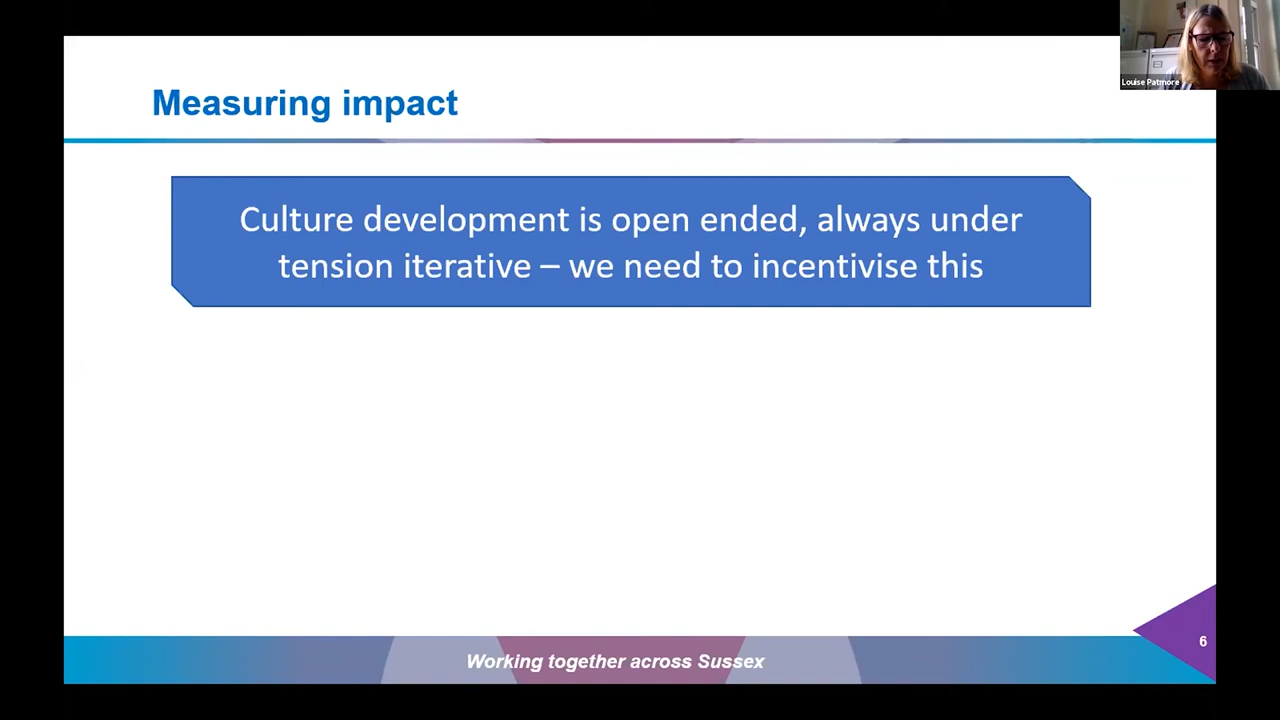 Measuring impact
Louise Patmore
Culture development is open ended, always under
tension iterative – we need to incentivise this
6
Working together across Sussex